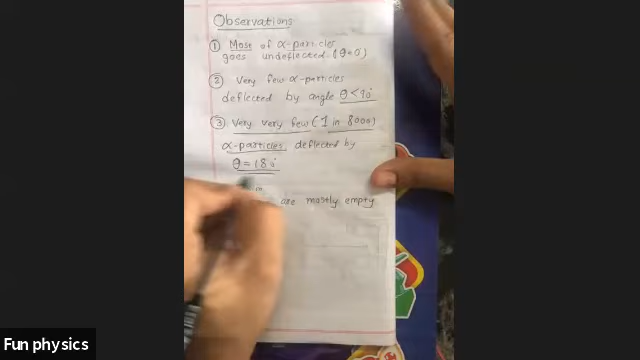 Observations
① Most of α-particles
goes undeflected. (θ=0)
② Very few α-particles
deflected by angle θ<90°
③ Very very few (1 in 8000)
α-particles, deflected by
θ = 180°
are mostly empty
Fun physics